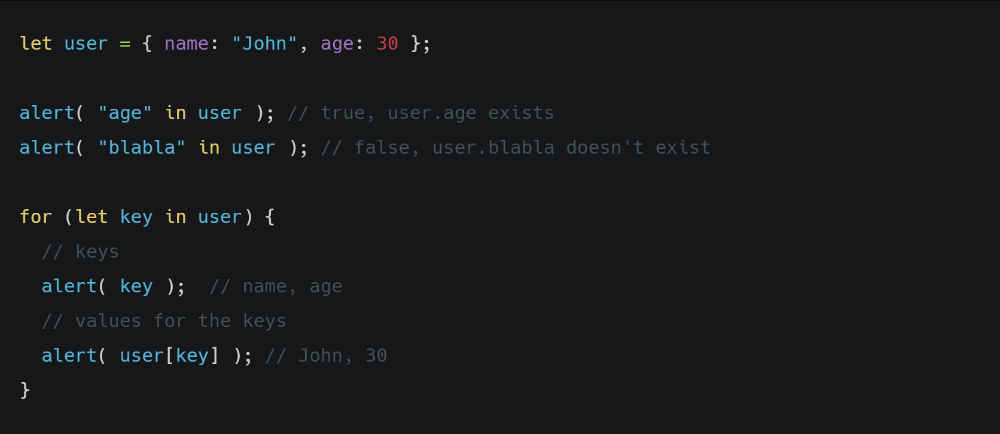 let user = { name: "John", age: 30 };
alert( "age" in user ); // true, user.age exists
alert( "blabla" in user ); // false, user.blabla doesn't exist
for (let key in user) {
  // keys
  alert( key );  // name, age
  // values for the keys
  alert( user[key] ); // John, 30
}